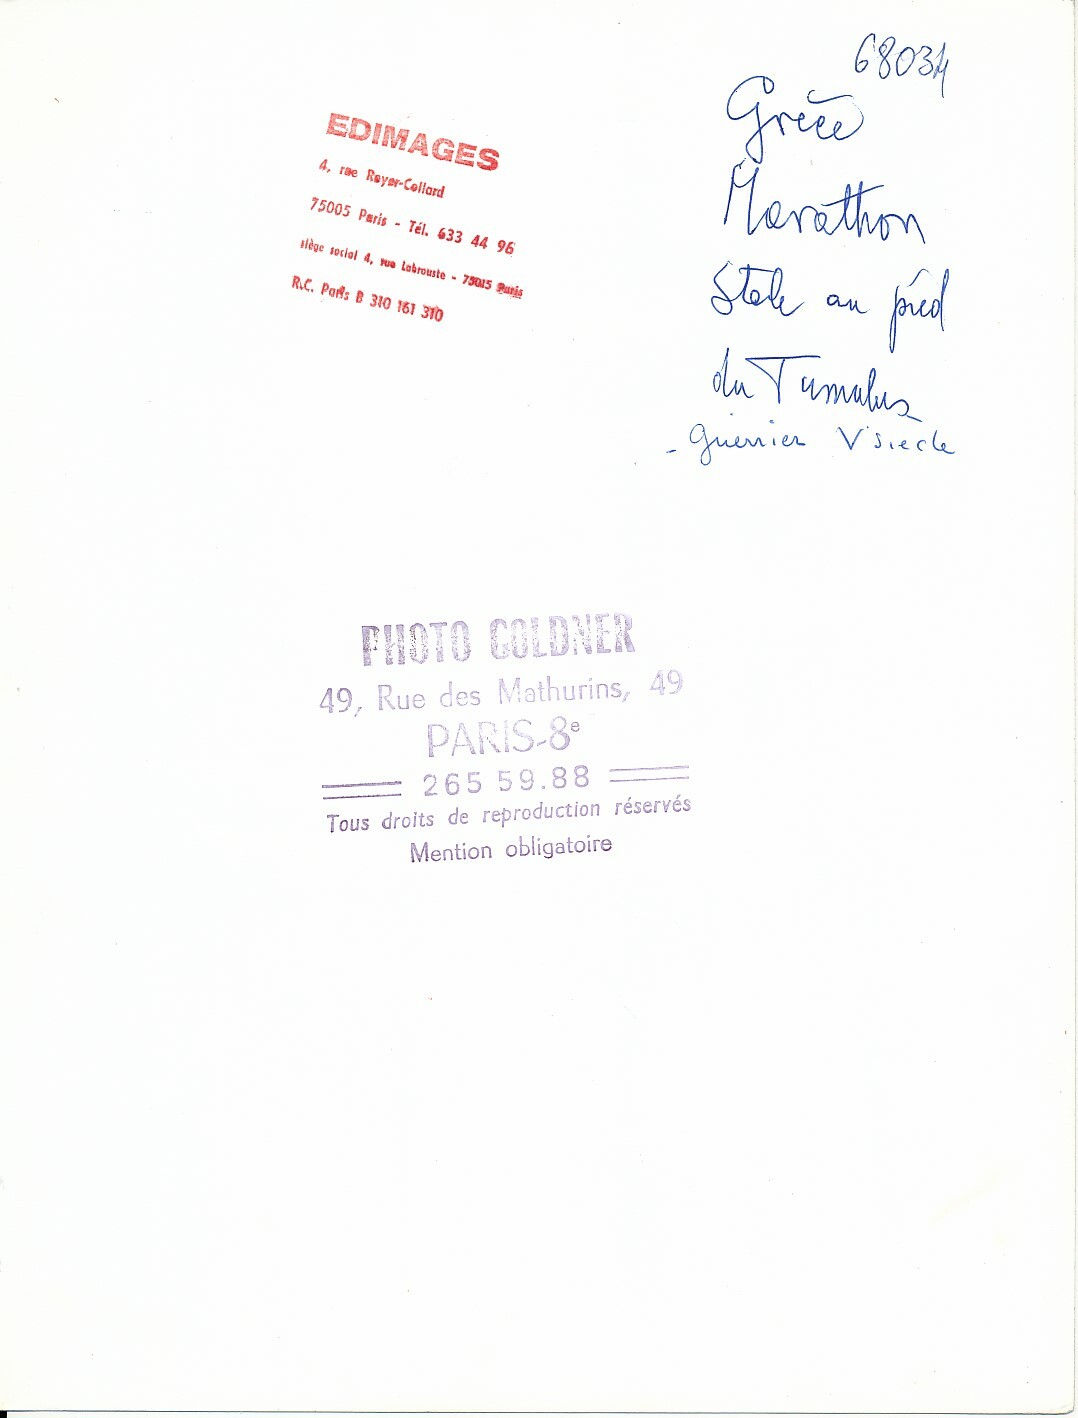 68034
Grèce
Marathon
Stele au pied
du Tumulus
- guerrier V siecle
EDIMAGES
4, rue Royer-Collard
75005 Paris - Tél. 633 44 96
siège social 4, rue Labrouste - 75015 Paris
R.C. Paris B 310 161 310
PHOTO GOLDNER
49, Rue des Mathurins, 49
PARIS-8e
265 59.88
Tous droits de reproduction réservés
Mention obligatoire